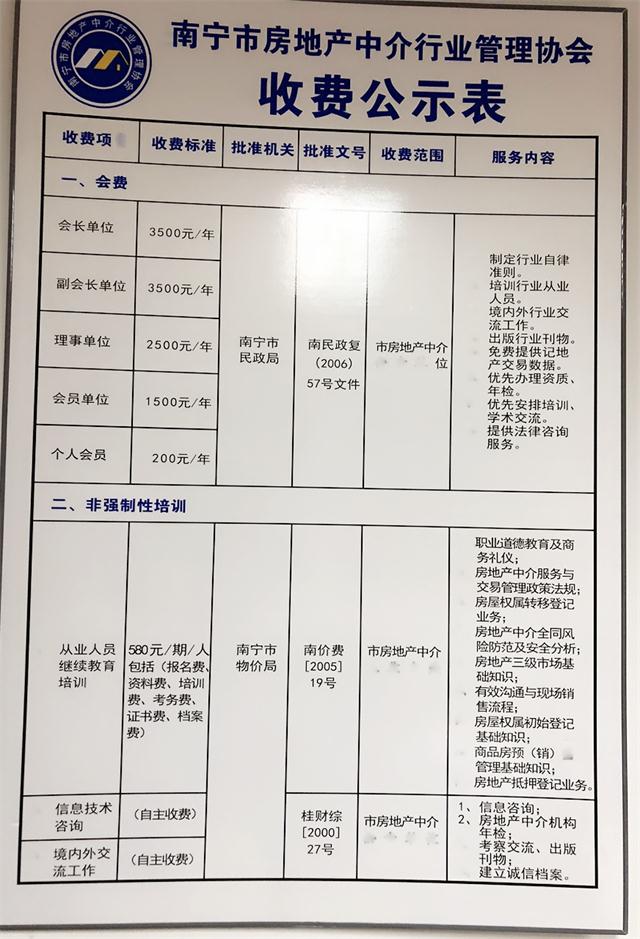 南宁市房地产中介行业管理协会
南宁市房地产中介行业管理协会
收费公示表
收费项 收费标准 批准机关 批准文号 收费范围 服务内容
一、会费
会长单位 3500元/年
副会长单位 3500元/年
理事单位 2500元/年
会员单位 1500元/年
个人会员 200元/年
南宁市
民政局
南民政复
(2006)
57号文件
市房地产中介
位
制定行业自律
准则。
培训行业从业
人员。
境内外行业交
流工作。
出版行业刊物。
免费提供记地
产交易数据。
优先办理资质、
年检。
优先安排培训、
学术交流。
提供法律咨询
服务。
二、非强制性培训
从业人员
继续教育
培训
580元/期/人
包括（报名费、
资料费、培训
费、考务费、
证书费、档案
费）
南宁市
物价局
南价费
[2005]
19号
市房地产中介
职业道德教育及商
务礼仪；
房地产中介服务与
交易管理政策法规；
房屋权属转移登记
业务；
房地产中介全同风
险防范及安全分析；
房地产三级市场基
础知识；
有效沟通与现场销
售流程；
房屋权属初始登记
基础知识；
商品房预（销）
管理基础知识；
房地产抵押登记业务。
信息技术
咨询
（自主收费）
境内外交
流工作
（自主收费）
桂财综
[2000]
27号
市房地产中介
1、信息咨询；
2、房地产中介机构
年检；
考察交流、出版
刊物；
建立诚信档案。